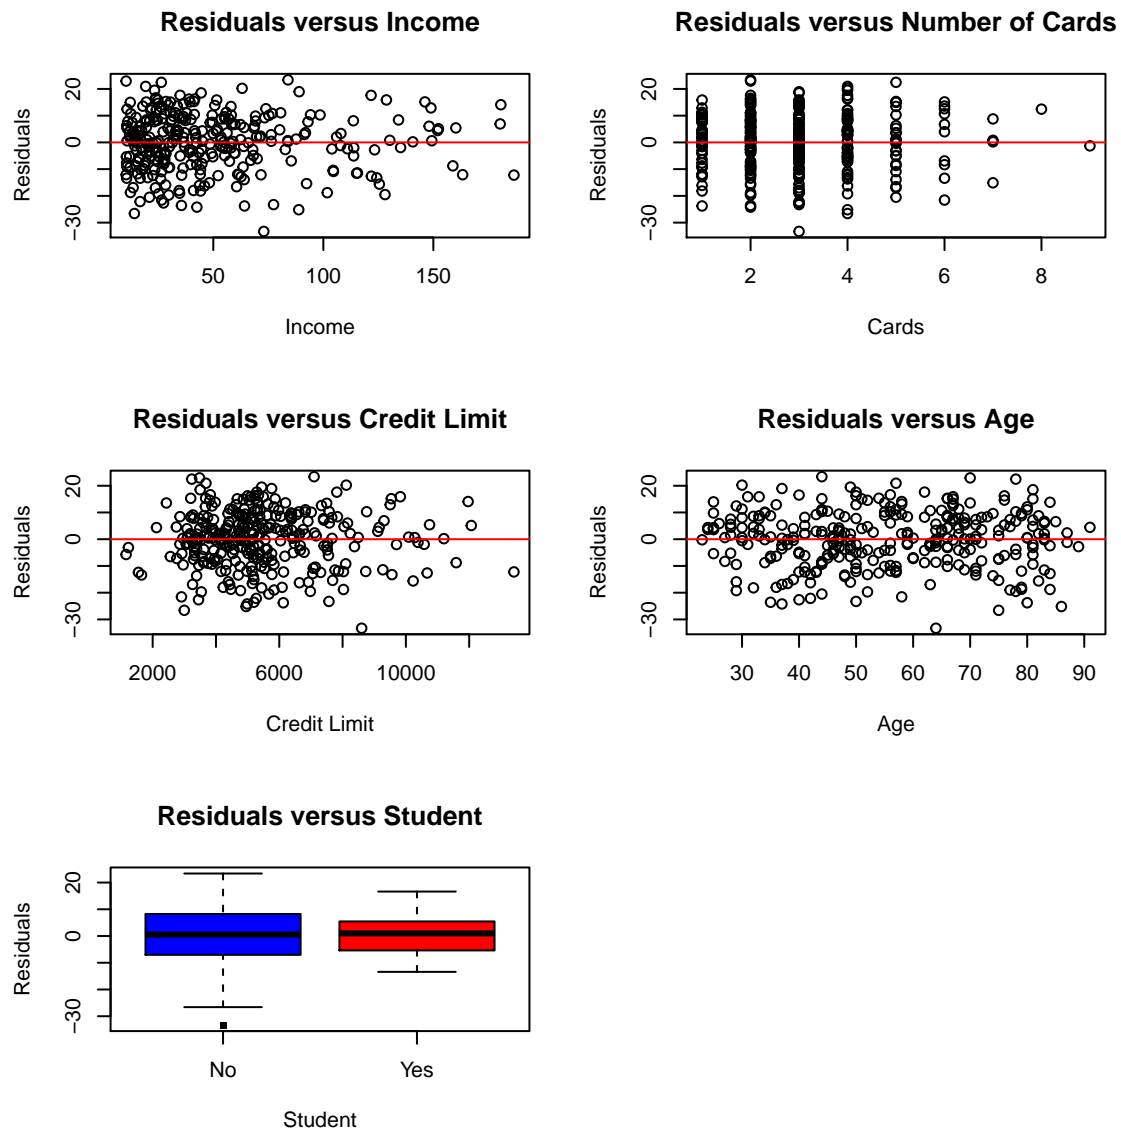 Residuals versus Income
Residuals
20
0
−30
50
100
150
Income
Residuals versus Number of Cards
Residuals
20
0
−30
2
4
6
8
Cards
Residuals versus Credit Limit
Residuals
20
0
−30
2000
6000
10000
Credit Limit
Residuals versus Age
Residuals
20
0
−30
30
40
50
60
70
80
90
Age
Residuals versus Student
Residuals
20
0
−30
No
Yes
Student